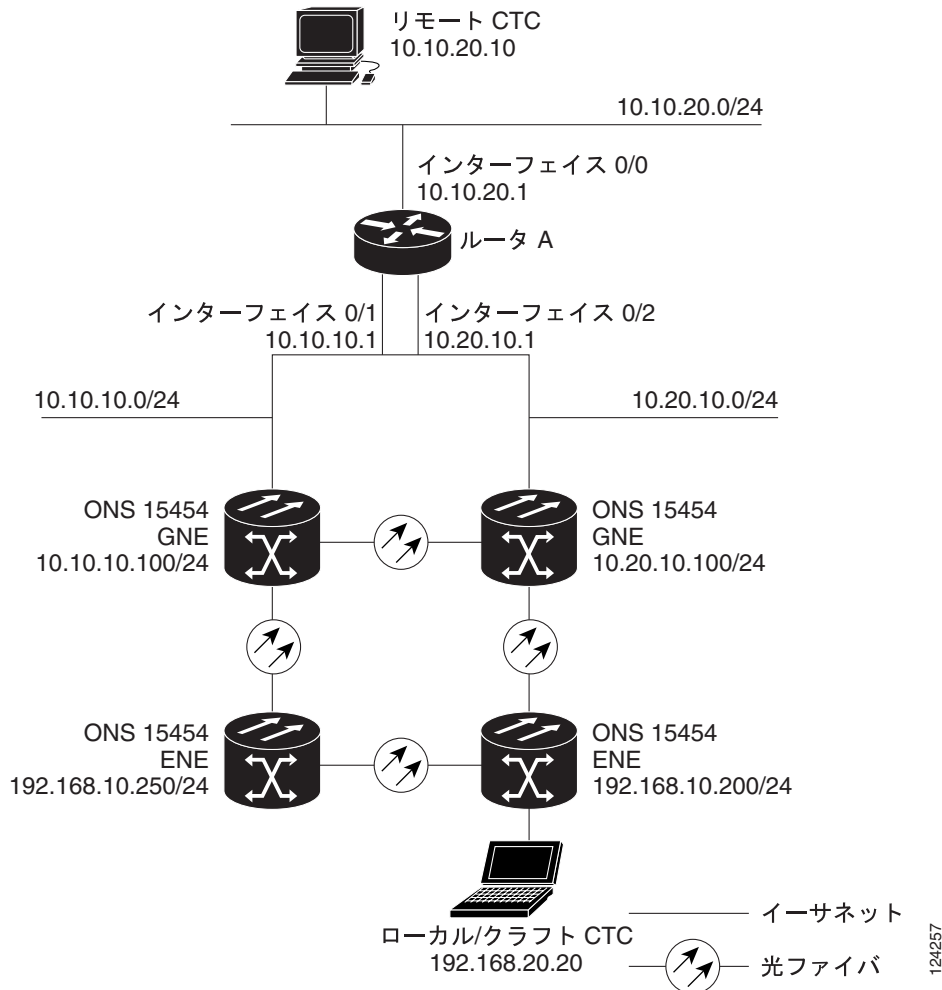 リモート CTC
10.10.20.10
10.10.20.0/24
インターフェイス 0/0
10.10.20.1
ルータ A
インターフェイス 0/1
10.10.10.1
インターフェイス 0/2
10.20.10.1
10.10.10.0/24
10.20.10.0/24
ONS 15454
GNE
10.10.10.100/24
ONS 15454
GNE
10.20.10.100/24
ONS 15454
ENE
192.168.10.250/24
ONS 15454
ENE
192.168.10.200/24
ローカル/クラフト CTC
192.168.20.20
イーサネット
光ファイバ
124257